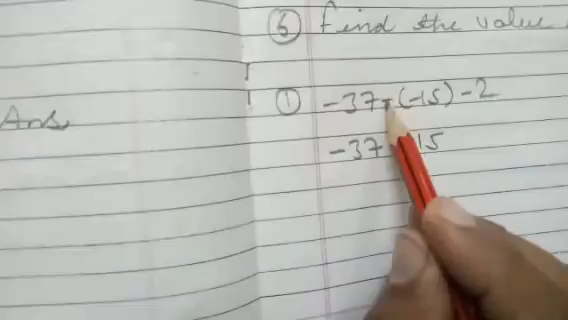 ⑤ Find the value
Ans
① -37 - (-15) - 2
-37 15